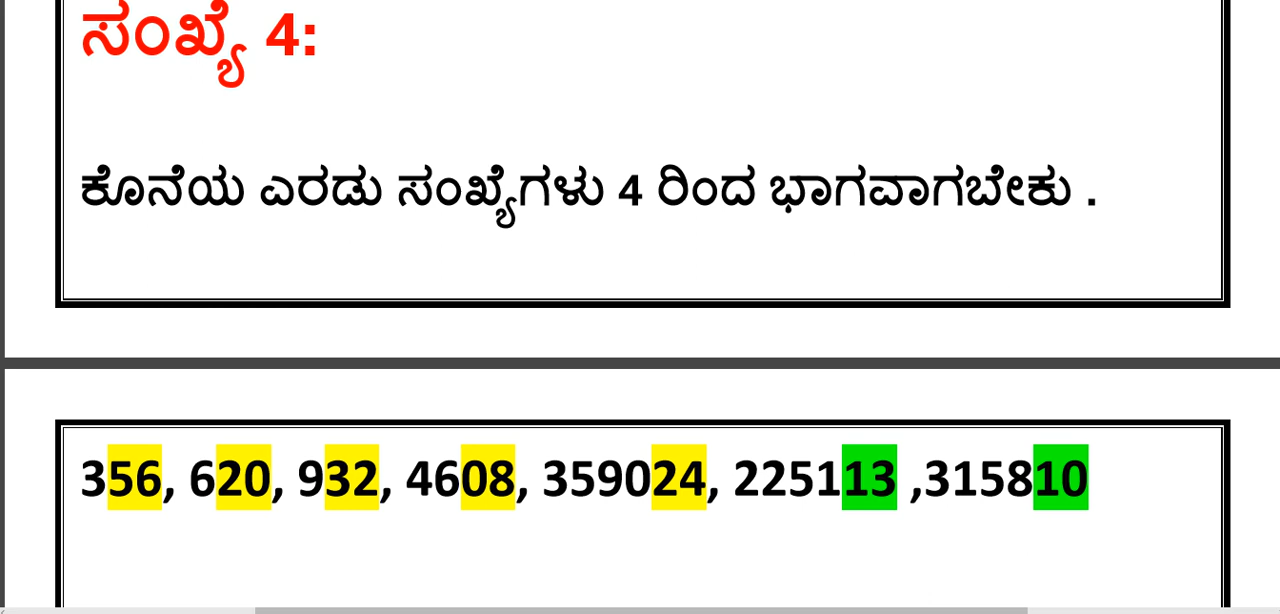 ಸಂಖ್ಯೆ 4:
ಕೊನೆಯ ಎರಡು ಸಂಖ್ಯೆಗಳು 4 ರಿಂದ ಭಾಗವಾಗಬೇಕು .
356, 620, 932, 4608, 359024, 225113 ,315810